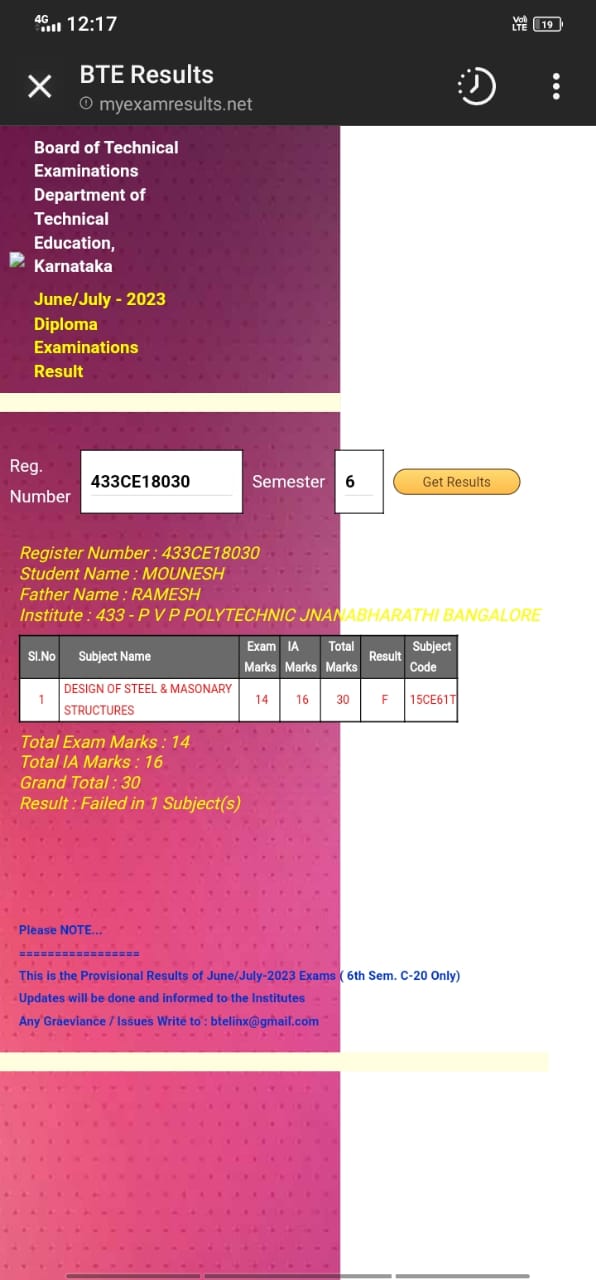 4G 12:17 Vo) LTE 19
BTE Results
myexamresults.net
Board of Technical
Examinations
Department of
Technical
Education,
Karnataka
June/July - 2023
Diploma
Examinations
Result
Reg.
Number 433CE18030 Semester 6 Get Results
Register Number : 433CE18030
Student Name : MOUNESH
Father Name : RAMESH
Institute : 433 - P V P POLYTECHNIC JNANABHARATHI BANGALORE
Sl.No Subject Name Exam Marks IA Marks Total Marks Result Subject Code
1 DESIGN OF STEEL & MASONARY 14 16 30 F 15CE61T
STRUCTURES
Total Exam Marks : 14
Total IA Marks : 16
Grand Total : 30
Result : Failed in 1 Subject(s)
Please NOTE...
=================
This is the Provisional Results of June/July-2023 Exams ( 6th Sem. C-20 Only)
Updates will be done and informed to the Institutes
Any Graeviance / Issues Write to : btelinx@gmail.com